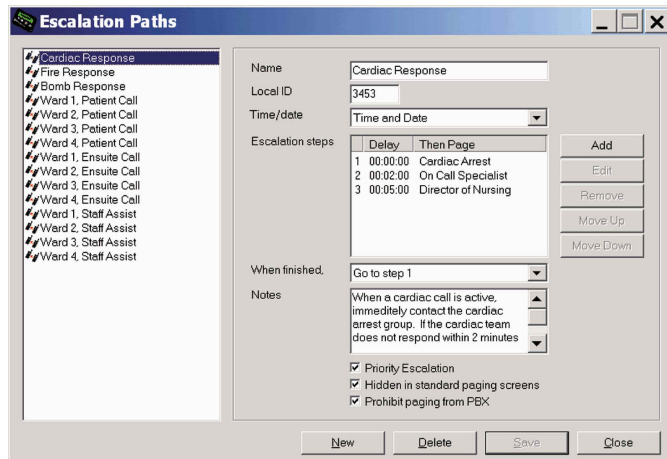 Escalation Paths
Cardiac Response
Fire Response
Bomb Response
Ward 1, Patient Call
Ward 2, Patient Call
Ward 3, Patient Call
Ward 4, Patient Call
Ward 1, Ensuite Call
Ward 2, Ensuite Call
Ward 3, Ensuite Call
Ward 4, Ensuite Call
Ward 1, Staff Assist
Ward 2, Staff Assist
Ward 3, Staff Assist
Ward 4, Staff Assist
Name Cardiac Response
Local ID 3453
Time/date Time and Date
Escalation steps Delay Then Page
1 00:00:00 Cardiac Arrest
2 00:02:00 On Call Specialist
3 00:05:00 Director of Nursing
Add
Edit
Remove
Move Up
Move Down
When finished, Go to step 1
Notes When a cardiac call is active,
immeditely contact the cardiac
arrest group. If the cardiac team
does not respond within 2 minutes
Priority Escalation
Hidden in standard paging screens
Prohibit paging from PBX
New Delete Save Close